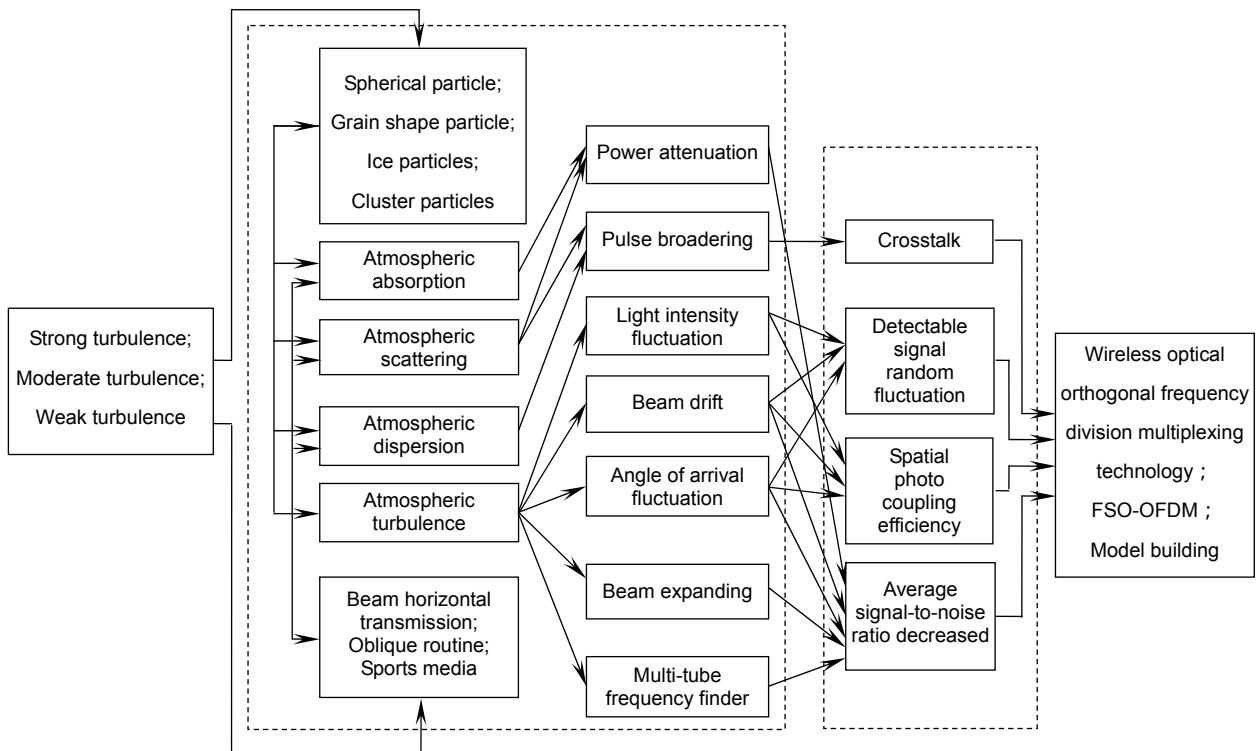 Strong turbulence;
Moderate turbulence;
Weak turbulence
Spherical particle;
Grain shape particle;
Ice particles;
Cluster particles
Atmospheric
absorption
Atmospheric
scattering
Atmospheric
dispersion
Atmospheric
turbulence
Beam horizontal
transmission;
Oblique routine;
Sports media
Power attenuation
Pulse broadering
Light intensity
fluctuation
Beam drift
Angle of arrival
fluctuation
Beam expanding
Multi-tube
frequency finder
Crosstalk
Detectable
signal
random
fluctuation
Spatial
photo
coupling
efficiency
Average
signal-to-noise
ratio decreased
Wireless optical
orthogonal frequency
division multiplexing
technology ;
FSO-OFDM ;
Model building